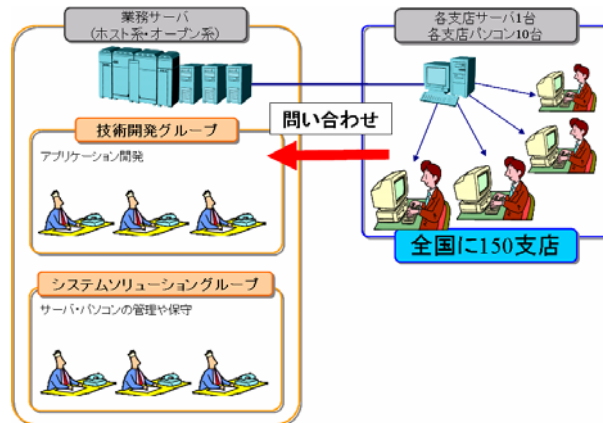 業務サーバ
(ホスト系・オープン系)
各支店サーバ1台
各支店パソコン10台
問い合わせ
技術開発グループ
アプリケーション開発
全国に150支店
システムソリューショングループ
サーバ・パソコンの管理や保守